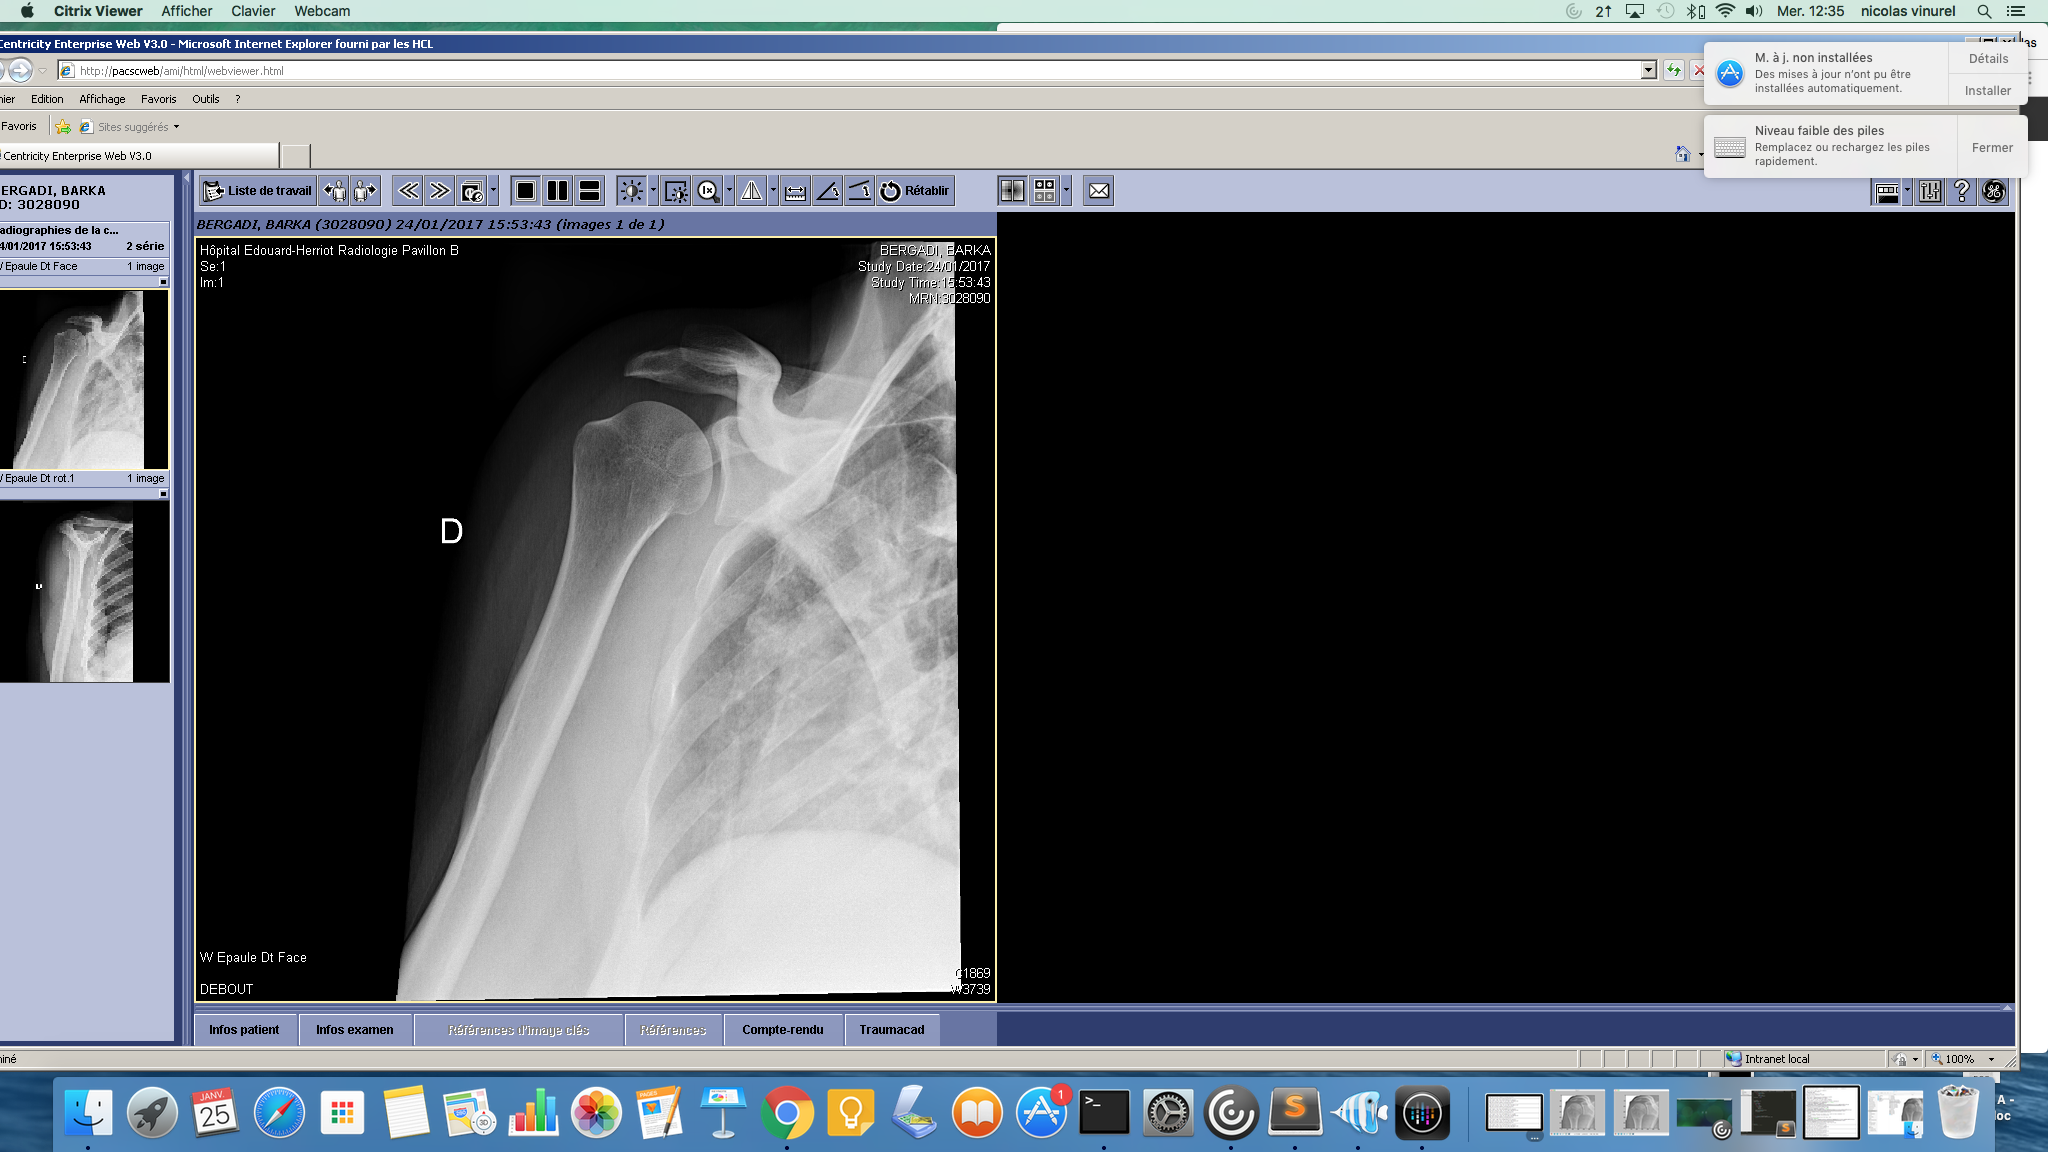 Citrix Viewer Afficher Clavier Webcam
2↑ Mer. 12:35 nicolas vinurel
Centricity Enterprise Web V3.0 - Microsoft Internet Explorer fourni par les HCL
http://pacscweb/ami/html/webviewer.html
hier Edition Affichage Favoris Outils ?
Favoris Sites suggérés
Centricity Enterprise Web V3.0
M. à j. non installées
Des mises à jour n'ont pu être
installées automatiquement.
Détails
Installer
Niveau faible des piles
Remplacez ou rechargez les piles
rapidement.
Fermer
ERGADI, BARKA
D: 3028090
adiographies de la c...
4/01/2017 15:53:43 2 série
/ Epaule Dt Face 1 image
/ Epaule Dt rot.1 1 image
Liste de travail
Rétablir
BERGADI, BARKA (3028090) 24/01/2017 15:53:43 (images 1 de 1)
Hôpital Edouard-Herriot Radiologie Pavillon B
Se:1
Im:1
BERGADI, BARKA
Study Date:24/01/2017
Study Time:15:53:43
MRN:3028090
D
W Epaule Dt Face
DEBOUT
C1869
W3739
Infos patient Infos examen Références d'image clés Références Compte-rendu Traumacad
iné
Intranet local
100%
JANV.
25
1
A -
oc